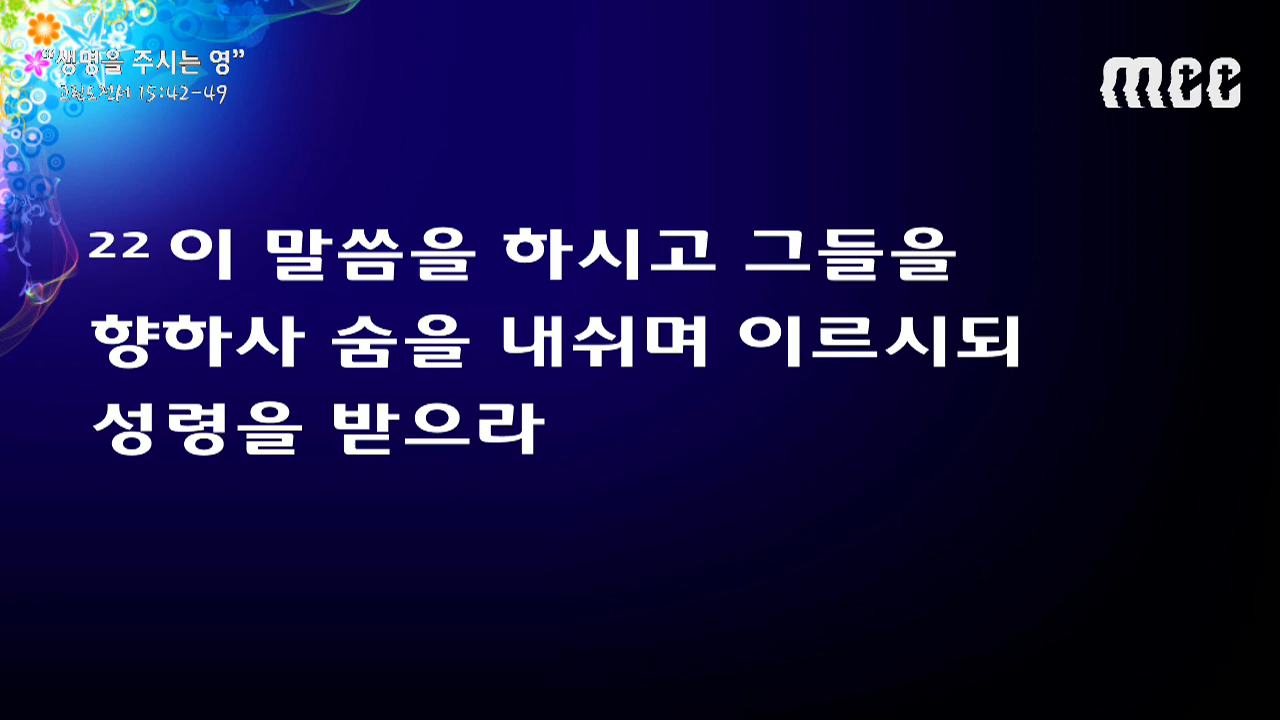 “생명을 주시는 영”
고린도전서 15:42-49
mcc
22 이 말씀을 하시고 그들을
향하사 숨을 내쉬며 이르시되
성령을 받으라